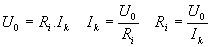 U₀ = Rᵢ.Iₖ   Iₖ = U₀/Rᵢ   Rᵢ = U₀/Iₖ